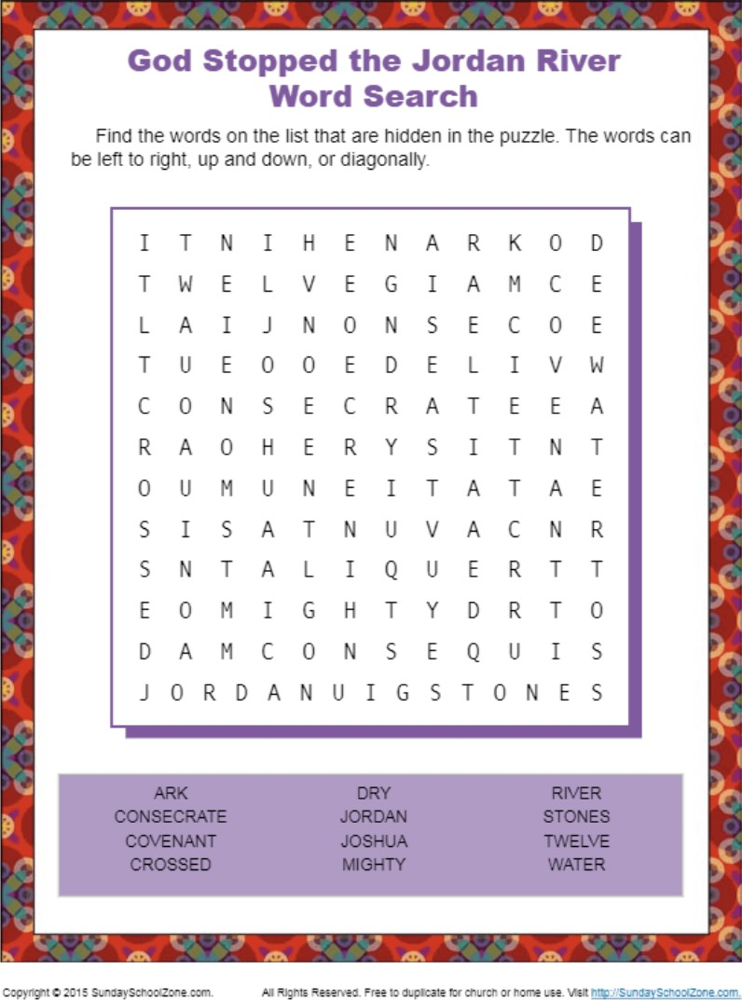 God Stopped the Jordan River
Word Search
Find the words on the list that are hidden in the puzzle. The words can
be left to right, up and down, or diagonally.
I T N I H E N A R K O D
T W E L V E G I A M C E
L A I J N O N S E C O E
T U E O O E D E L I V W
C O N S E C R A T E E A
R A O H E R Y S I T N T
O U M U N E I T A T A E
S I S A T N U V A C N R
S N T A L I Q U E R T T
E O M I G H T Y D R T O
D A M C O N S E Q U I S
J O R D A N U I G S T O N E S
ARK DRY RIVER
CONSECRATE JORDAN STONES
COVENANT JOSHUA TWELVE
CROSSED MIGHTY WATER
Copyright © 2015 SundaySchoolZone.com. All Rights Reserved. Free to duplicate for church or home use. Visit http://SundaySchoolZone.com.